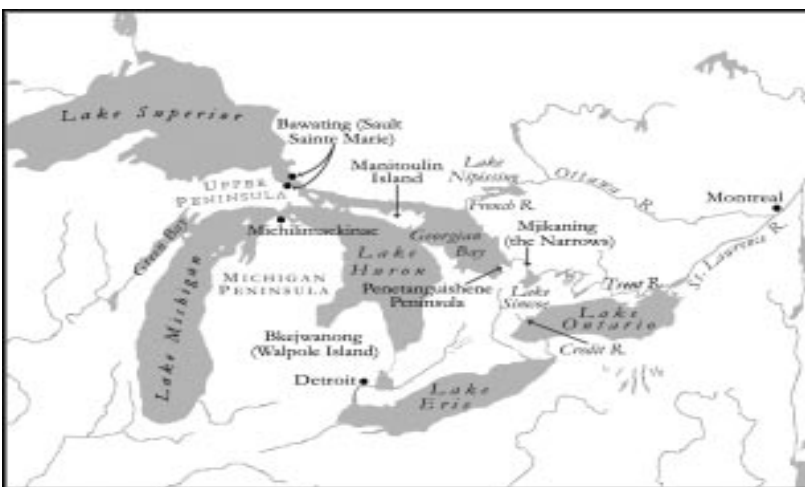 Lake Superior
Bawating (Sault
Sainte Marie)
Manitoulin
Island
Lake
Nipissing
Ottawa R.
UPPER
PENINSULA
French R.
Montreal
Michilimackinac
Green Bay
Georgian
Bay
Mjikaning
(the Narrows)
St. Laurence R.
MICHIGAN
PENINSULA
Lake
Huron
Penetanguishene
Peninsula
Lake
Simcoe
Trent R.
Lake Michigan
Lake
Ontario
Bkejwanong
(Walpole Island)
Credit R.
Detroit
Lake
Erie